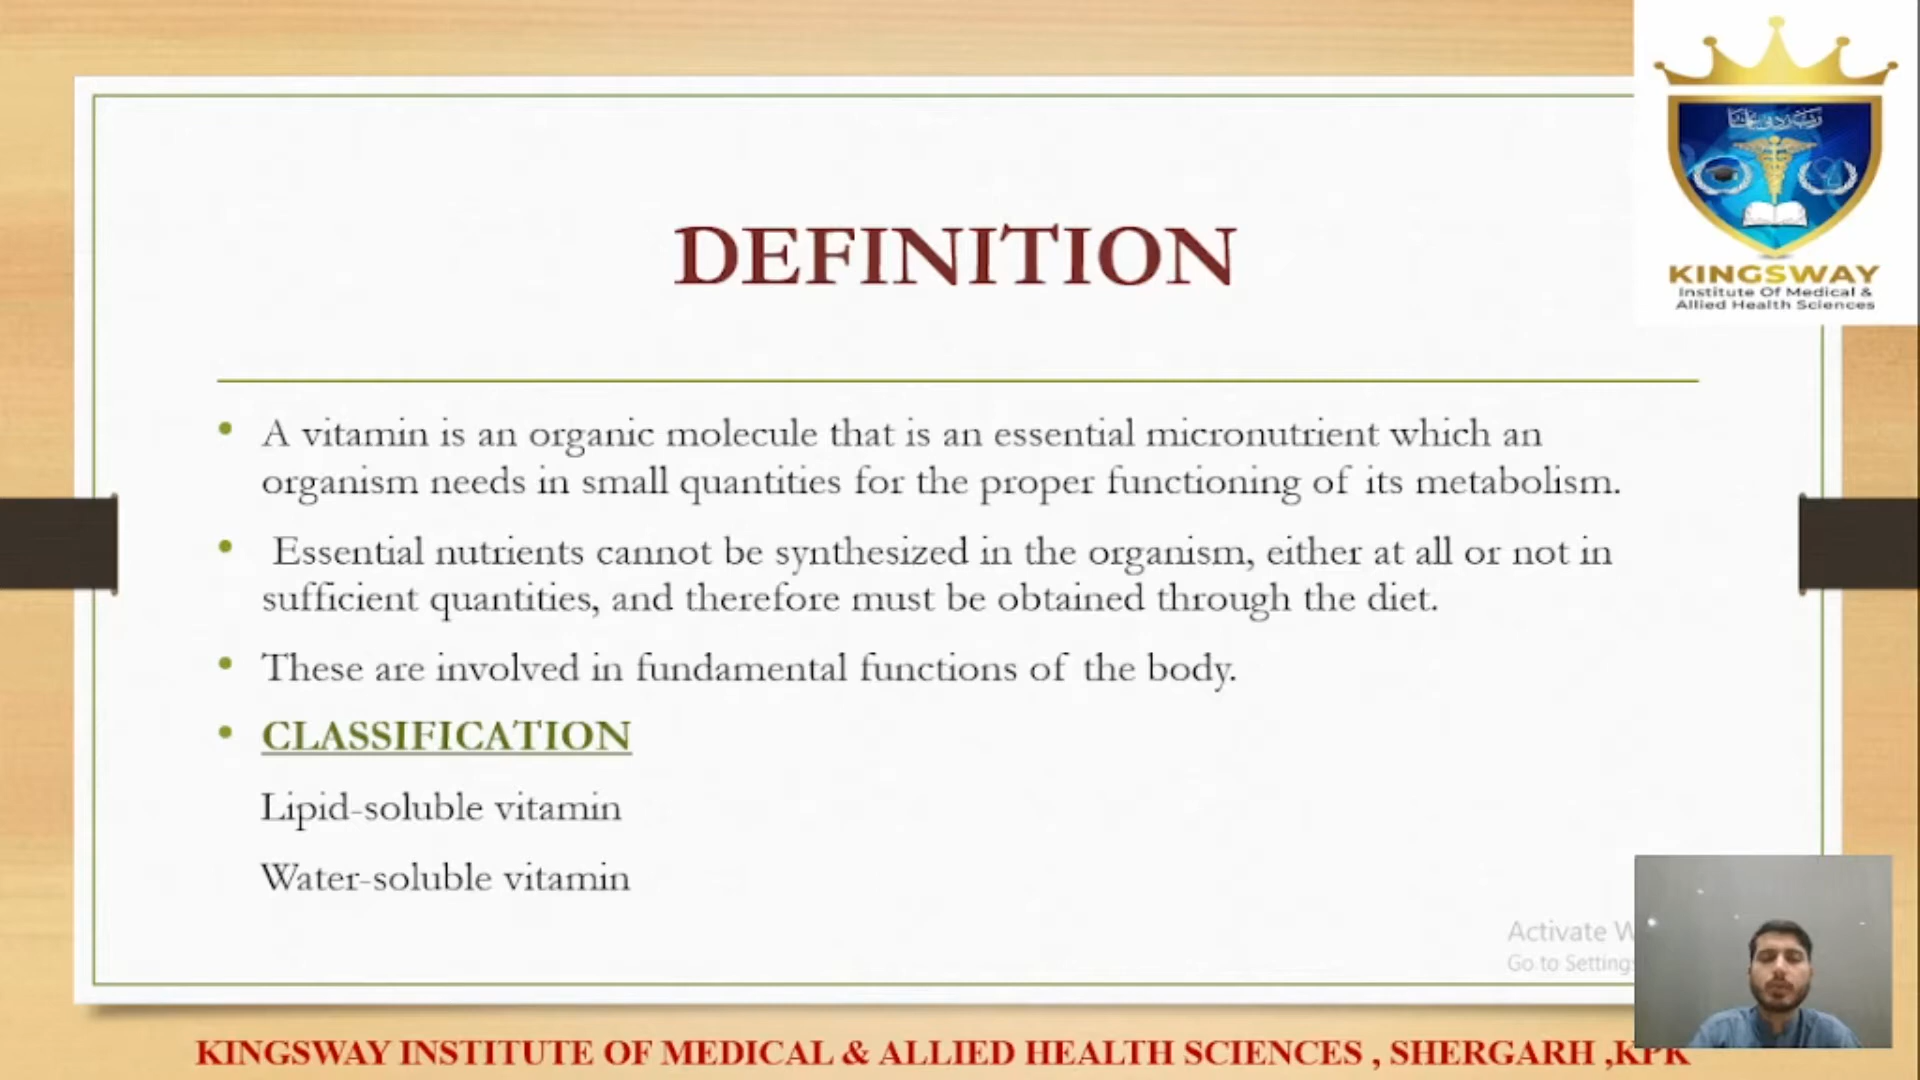 DEFINITION
• A vitamin is an organic molecule that is an essential micronutrient which an
organism needs in small quantities for the proper functioning of its metabolism.
• Essential nutrients cannot be synthesized in the organism, either at all or not in
sufficient quantities, and therefore must be obtained through the diet.
• These are involved in fundamental functions of the body.
• CLASSIFICATION
Lipid-soluble vitamin
Water-soluble vitamin
KINGSWAY
Institute Of Medical &
Allied Health Sciences
Activate W
Go to Setting
KINGSWAY INSTITUTE OF MEDICAL & ALLIED HEALTH SCIENCES , SHERGARH ,KPK